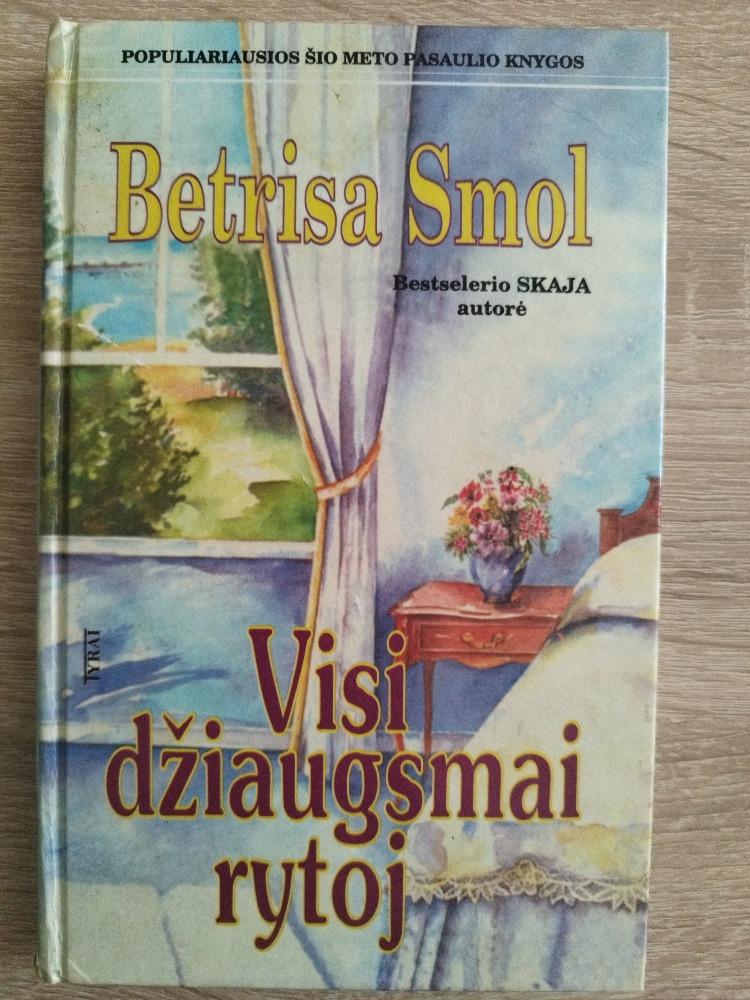 POPULIARIAUSIOS ŠIO METO PASAULIO KNYGOS
Betrisa Smol
Bestselerio SKAJA
autorė
TYRAI
Visi
džiaugsmai
rytoj